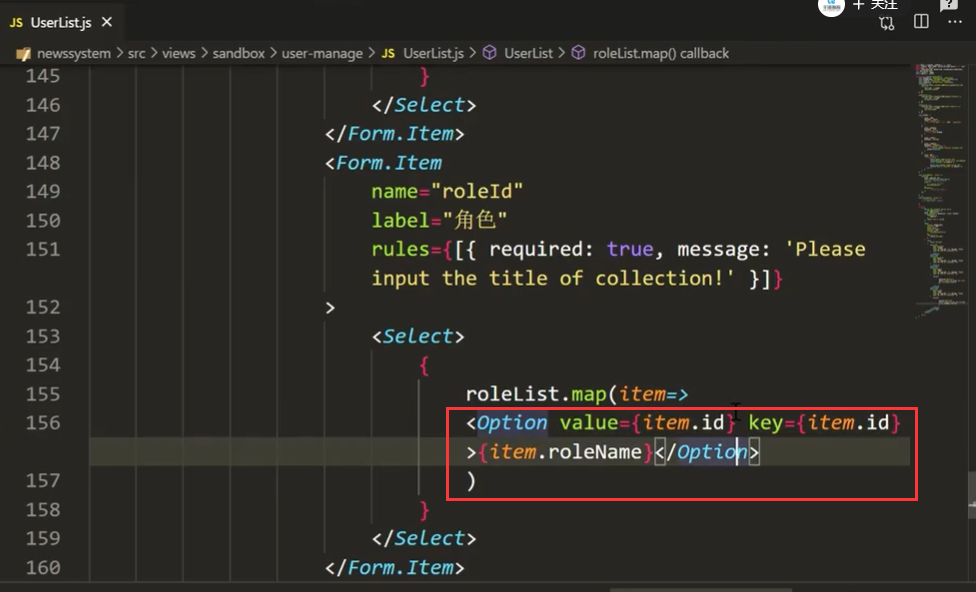 + 关注
JS UserList.js ×
newssystem > src > views > sandbox > user-manage > JS UserList.js > UserList > roleList.map() callback
145 }
146 </Select>
147 </Form.Item>
148 <Form.Item
149 name="roleId"
150 label="角色"
151 rules={[{ required: true, message: 'Please
input the title of collection!' }]}
152 >
153 <Select>
154 {
155 roleList.map(item=>
156 <Option value={item.id} key={item.id}
>{item.roleName}</Option>
157 )
158 }
159 </Select>
160 </Form.Item>